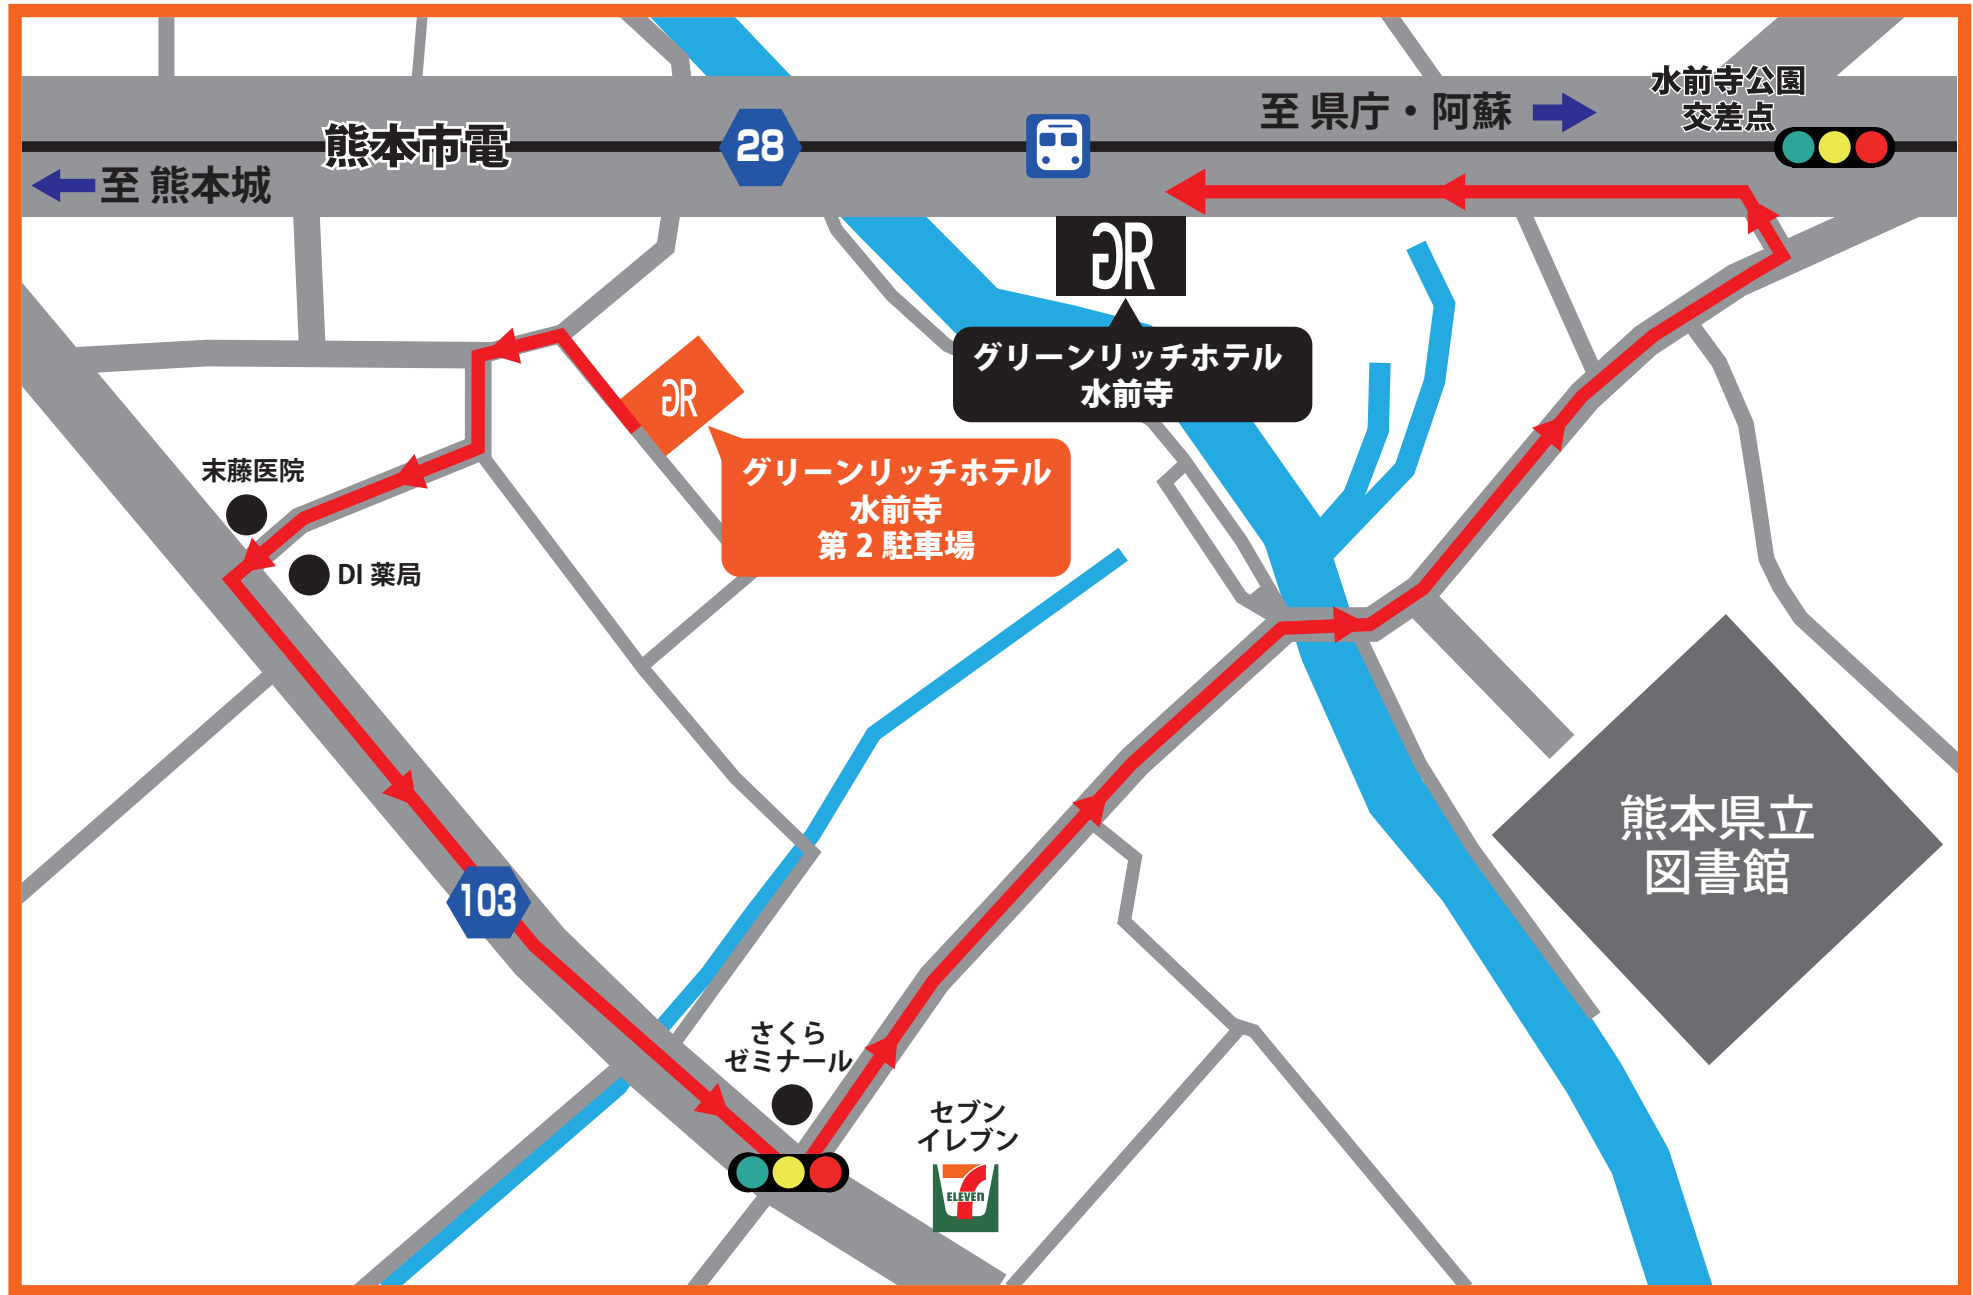 水前寺公園
交差点
至 県庁・阿蘇
熊本市電
28
至 熊本城
GR
グリーンリッチホテル
水前寺
GR
グリーンリッチホテル
水前寺
第2駐車場
末藤医院
DI 薬局
熊本県立
図書館
103
さくら
ゼミナール
セブン
イレブン
7
ELEVEn